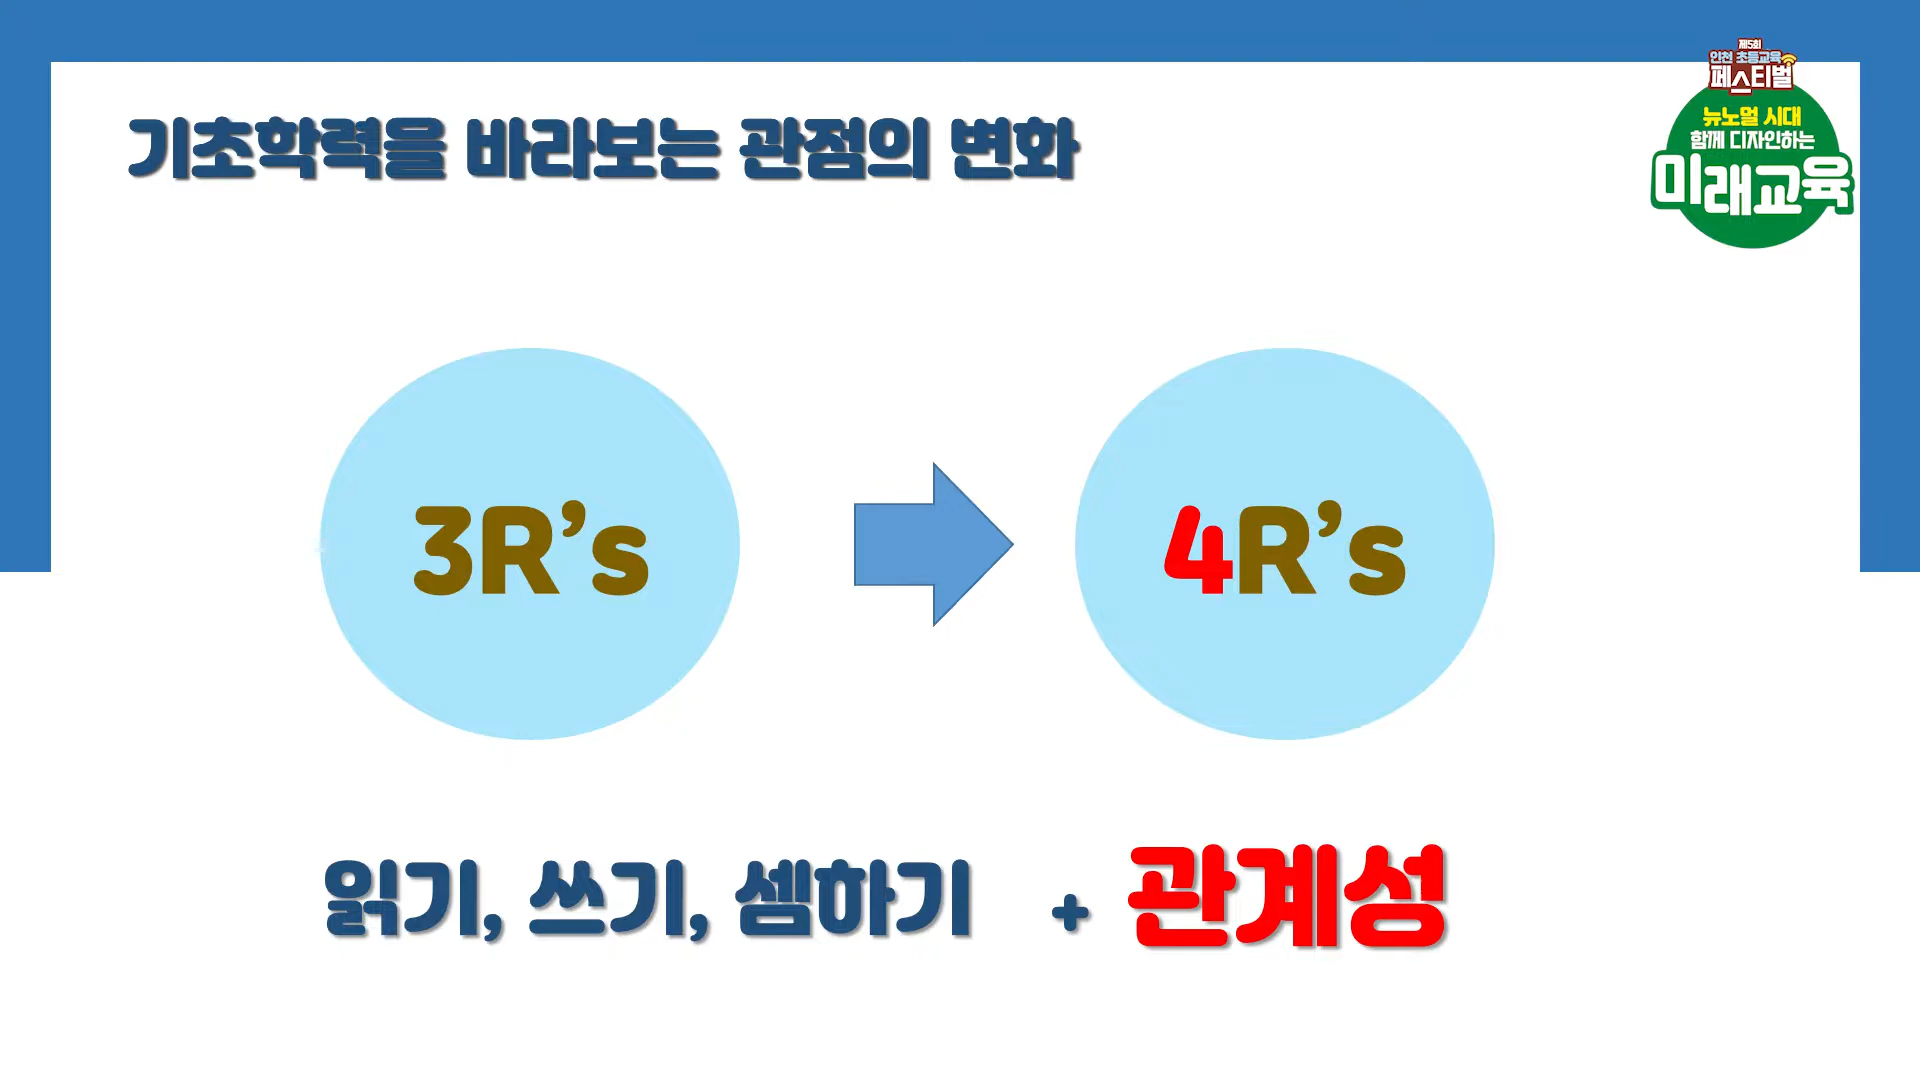 제5회
인천 초등교육
페스티벌
뉴노멀 시대
함께 디자인하는
미래교육
기초학력을 바라보는 관점의 변화
3R’s
4R’s
읽기, 쓰기, 셈하기 + 관계성